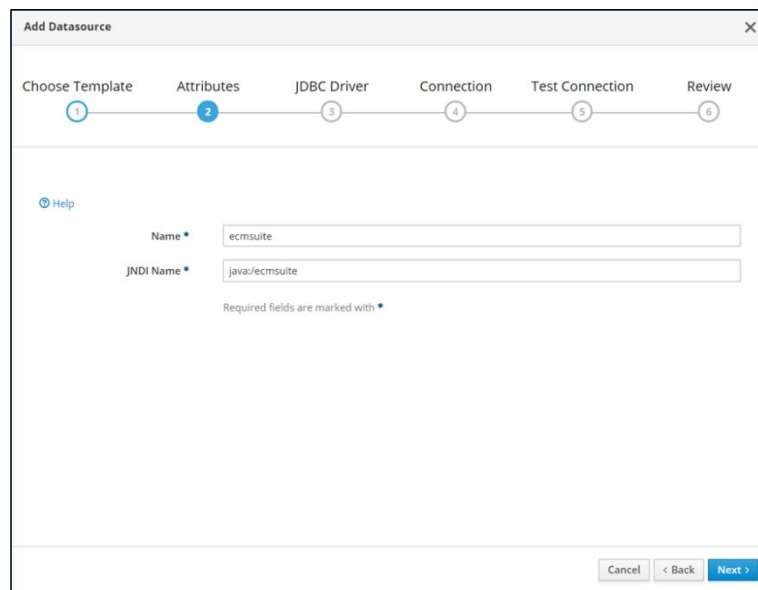 Add Datasource
Choose Template Attributes JDBC Driver Connection Test Connection Review
1 2 3 4 5 6
Help
Name * ecmsuite
JNDI Name * java:/ecmsuite
Required fields are marked with *
Cancel < Back Next >